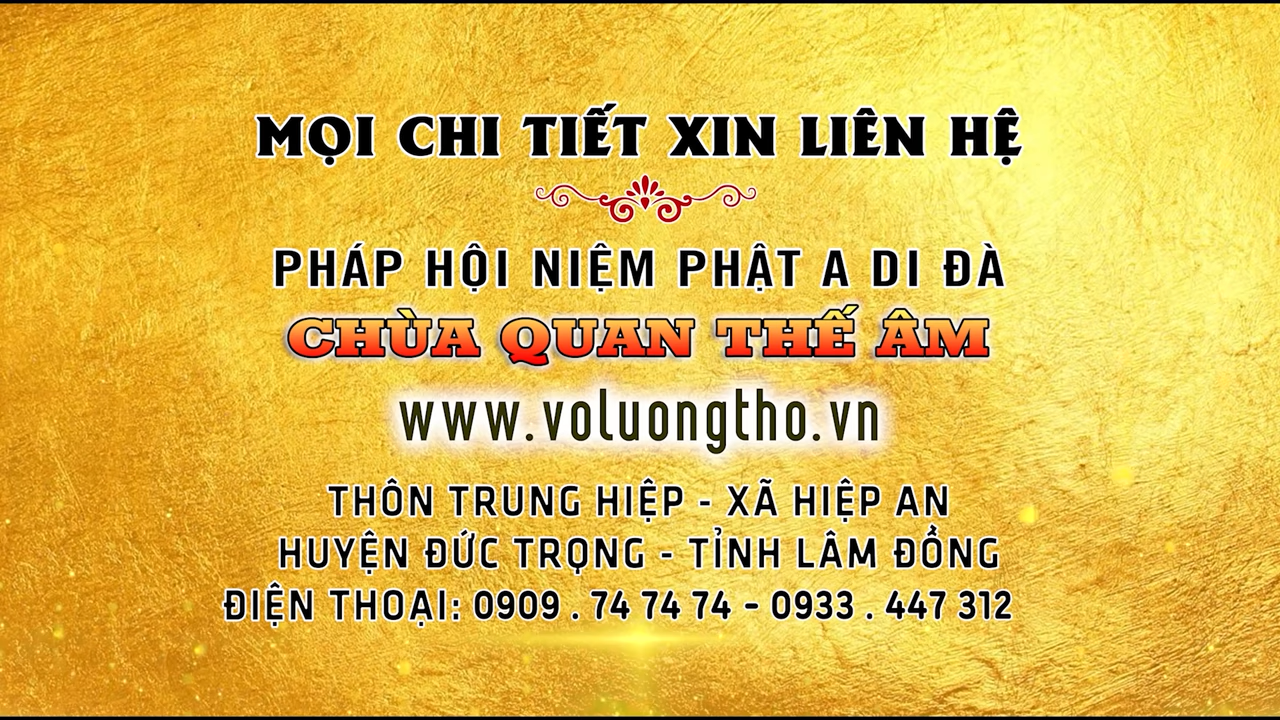 MỌI CHI TIẾT XIN LIÊN HỆ
PHÁP HỘI NIỆM PHẬT A DI ĐÀ
CHÙA QUAN THẾ ÂM
www.voluongtho.vn
THÔN TRUNG HIỆP - XÃ HIỆP AN
HUYỆN ĐỨC TRỌNG - TỈNH LÂM ĐỒNG
ĐIỆN THOẠI: 0909 . 74 74 74 - 0933 . 447 312